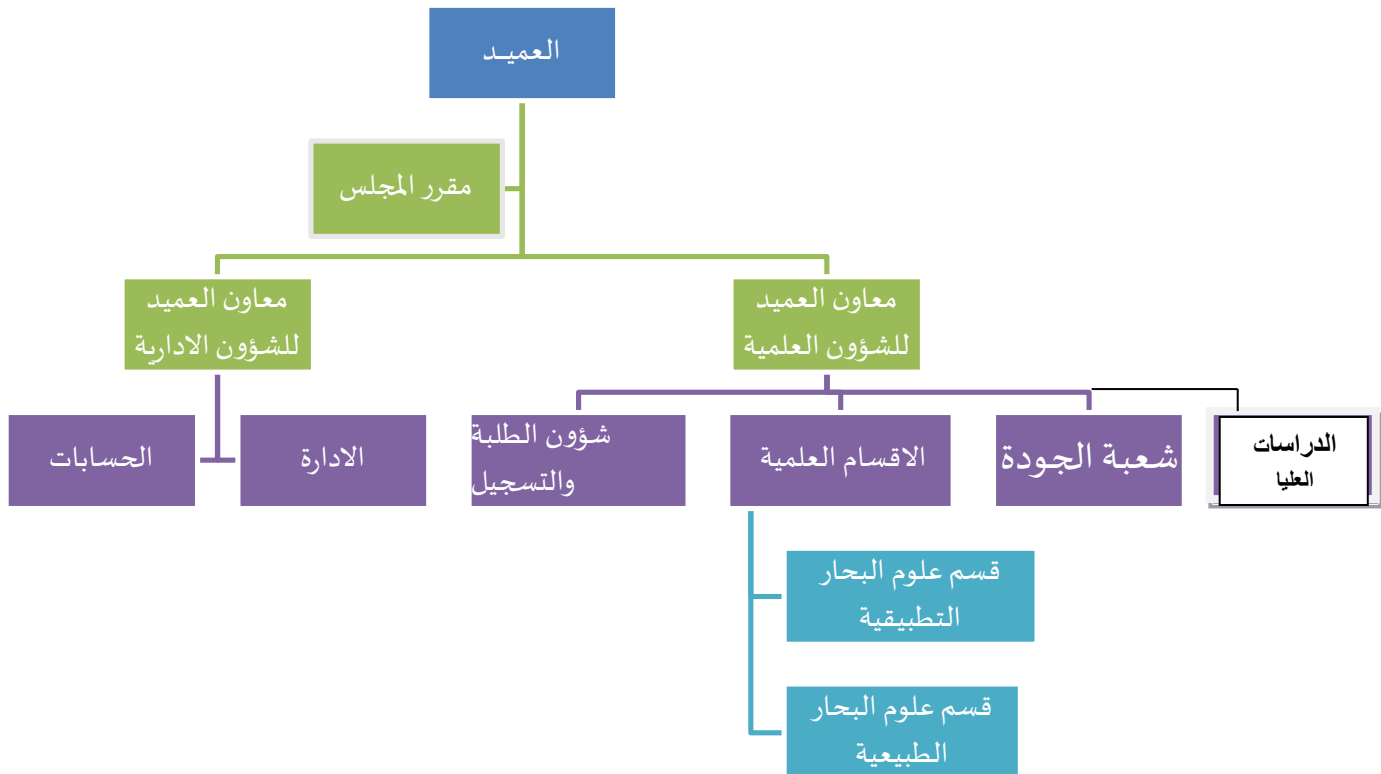 العميـد
مقرر المجلس
معاون العميد
للشؤون العلمية
معاون العميد
للشؤون الادارية
الدراسات
العليا
شعبة الجودة
الاقسام العلمية
شؤون الطلبة
والتسجيل
الادارة
الحسابات
قسم علوم البحار
التطبيقية
قسم علوم البحار
الطبيعية